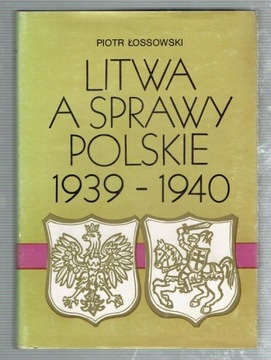 PIOTR ŁOSSOWSKI
LITWA
A SPRAWY
POLSKIE
1939-1940